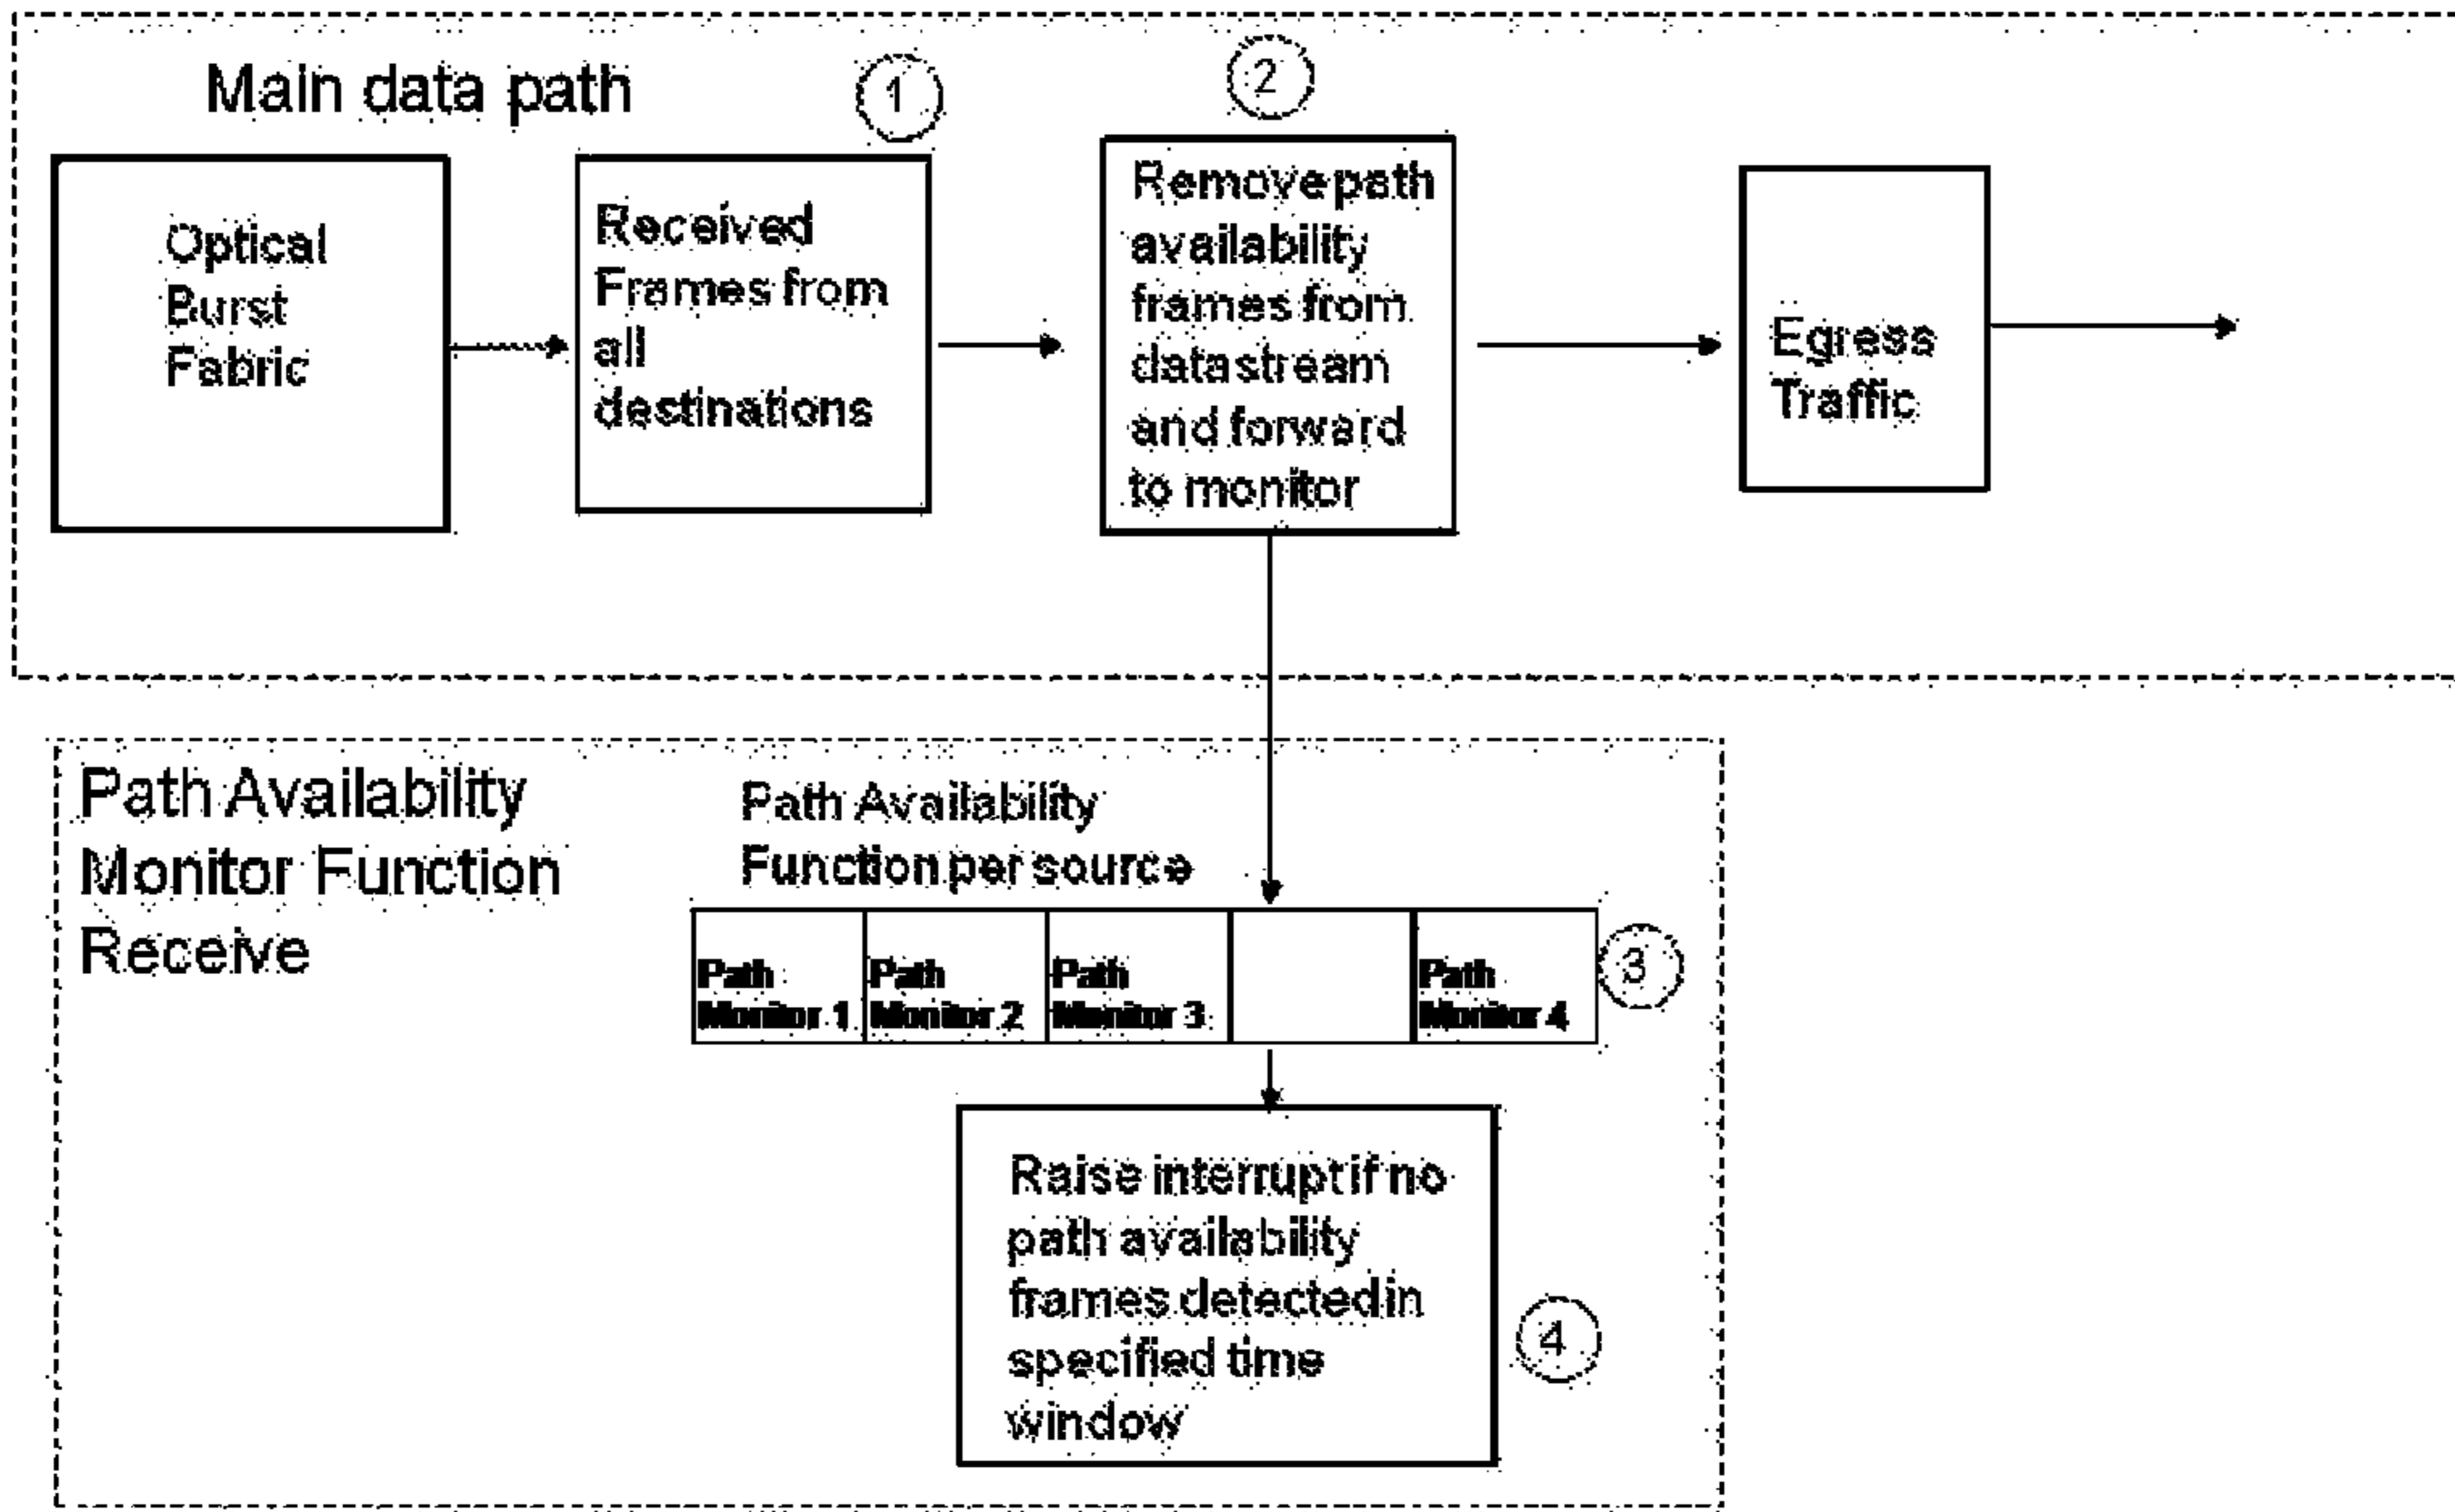 Main data path
1
2
Optical
Burst
Fabric
Received
Frames from
all
destinations
Remove path
availability
frames from
data stream
and forward
to monitor
Egress
Traffic
Path Availability
Monitor Function
Receive
Path Availability
Function per source
Path
Monitor 1
Path
Monitor 2
Path
Monitor 3
Path
Monitor 4
3
Raise interrupt if no
path availability
frames detected in
specified time
window
4